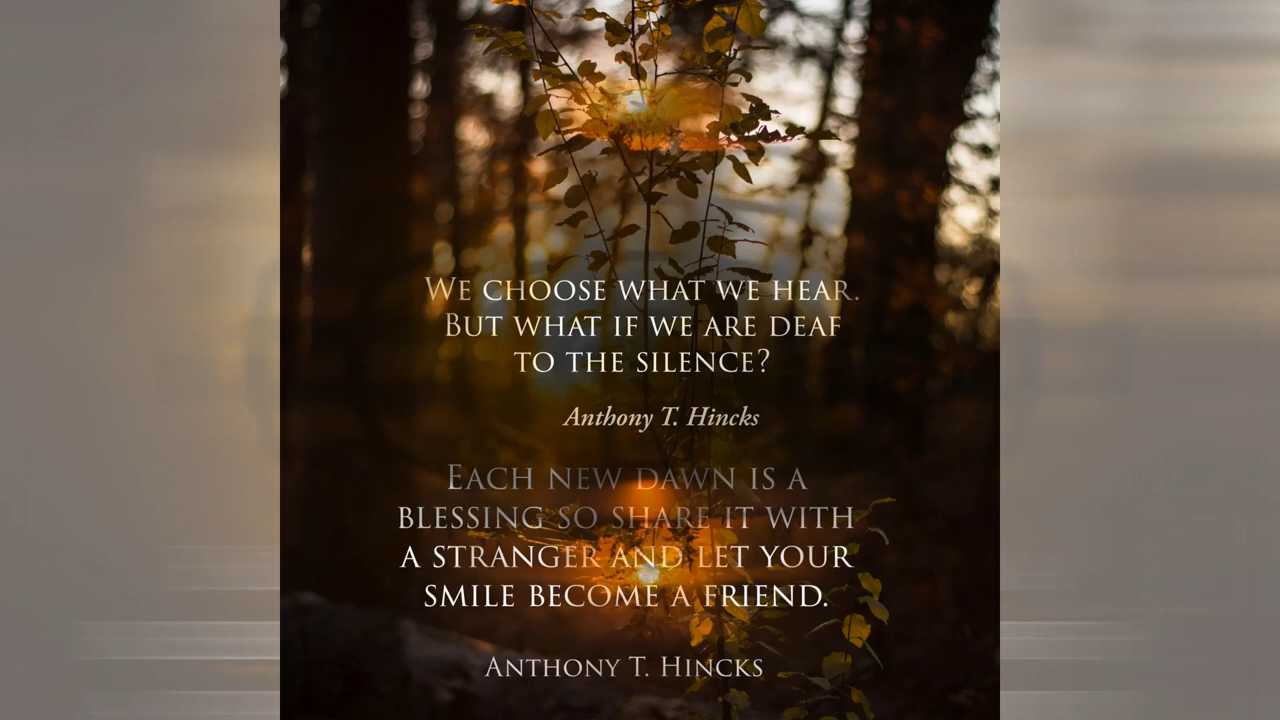 We choose what we hear.
But what if we are deaf
to the silence?
Anthony T. Hincks
Each new dawn is a
blessing so share it with
a stranger and let your
smile become a friend.
Anthony T. Hincks